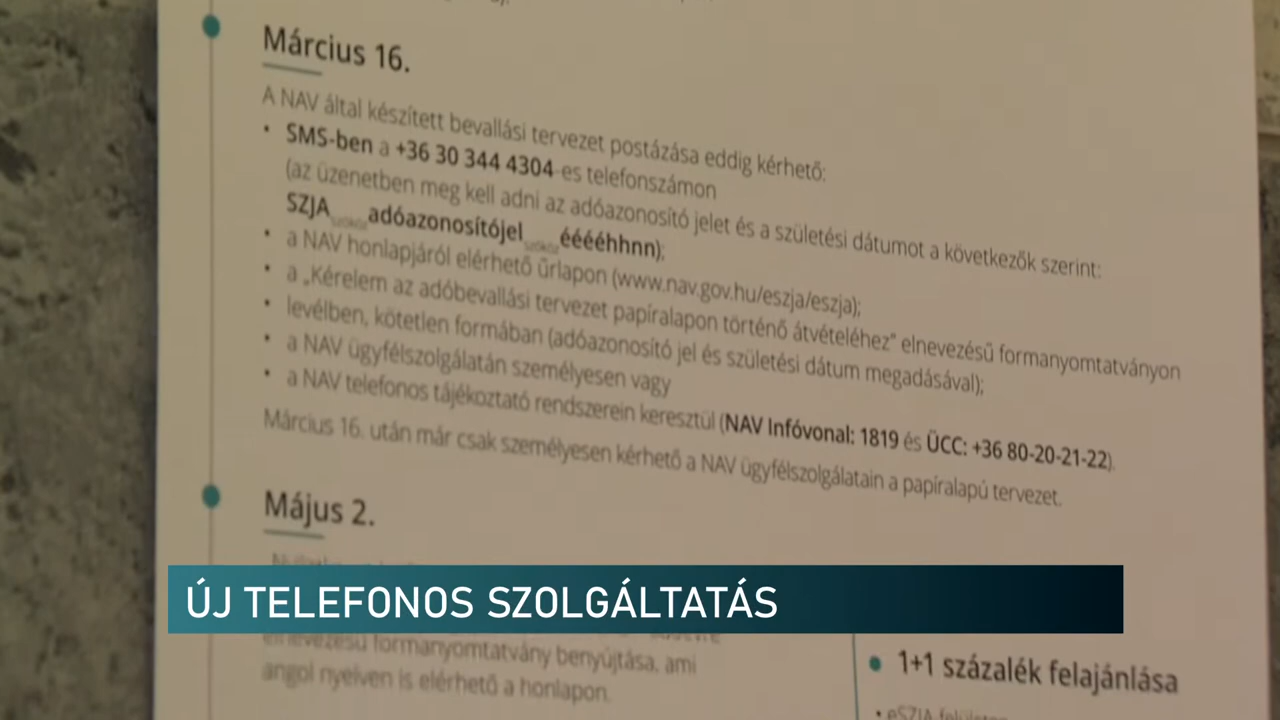 Március 16.
A NAV által készített bevallási tervezet postázása eddig kérhető:
• SMS-ben a +36 30 344 4304-es telefonszámon
(az üzenetben meg kell adni az adóazonosító jelet és a születési dátumot a következők szerint:
SZJA szóköz adóazonosítójel szóköz ééééhhnn);
• a NAV honlapjáról elérhető űrlapon (www.nav.gov.hu/eszja/eszja);
• a „Kérelem az adóbevallási tervezet papíralapon történő átvételéhez” elnevezésű formanyomtatványon
• levélben, kötetlen formában (adóazonosító jel és születési dátum megadásával);
• a NAV ügyfélszolgálatán személyesen vagy
• a NAV telefonos tájékoztató rendszerein keresztül (NAV Infóvonal: 1819 és ÜCC: +36 80-20-21-22).
Március 16. után már csak személyesen kérhető a NAV ügyfélszolgálatain a papíralapú tervezet.
Május 2.
ÚJ TELEFONOS SZOLGÁLTATÁS
elnevezésű formanyomtatvány benyújtása, ami
angol nyelven is elérhető a honlapon.
1+1 százalék felajánlása
• eSZJA